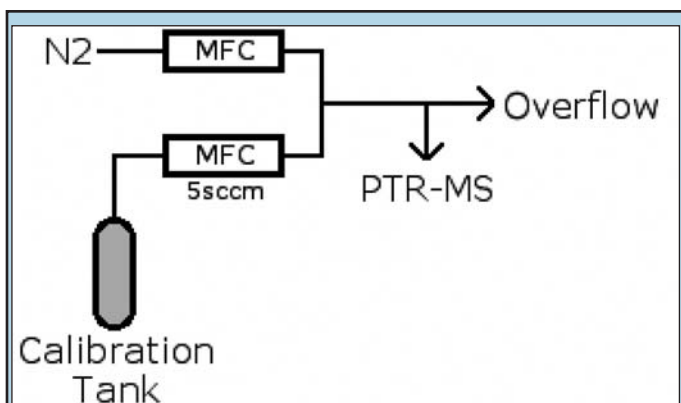 N2
MFC
Overflow
MFC
5sccm
PTR-MS
Calibration
Tank